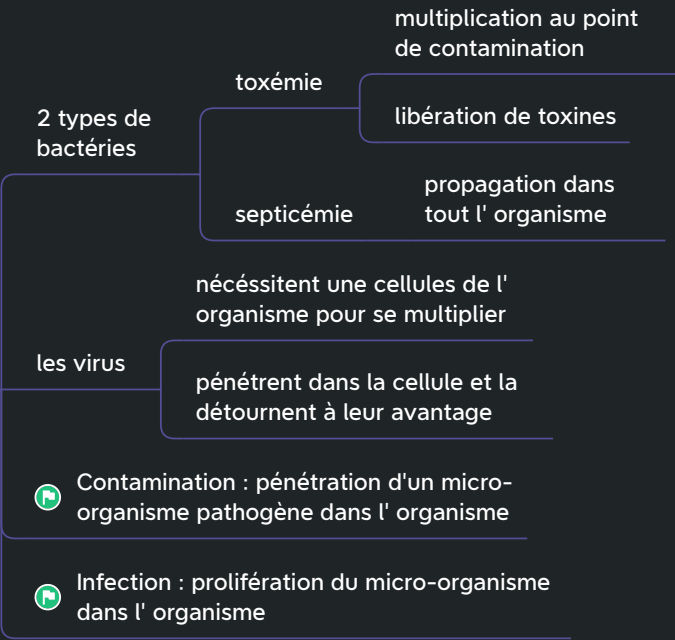 multiplication au point
de contamination
toxémie
libération de toxines
2 types de
bactéries
propagation dans
tout l' organisme
septicémie
nécéssitent une cellules de l'
organisme pour se multiplier
les virus
pénétrent dans la cellule et la
détournent à leur avantage
Contamination : pénétration d'un micro-
organisme pathogène dans l' organisme
Infection : prolifération du micro-organisme
dans l' organisme